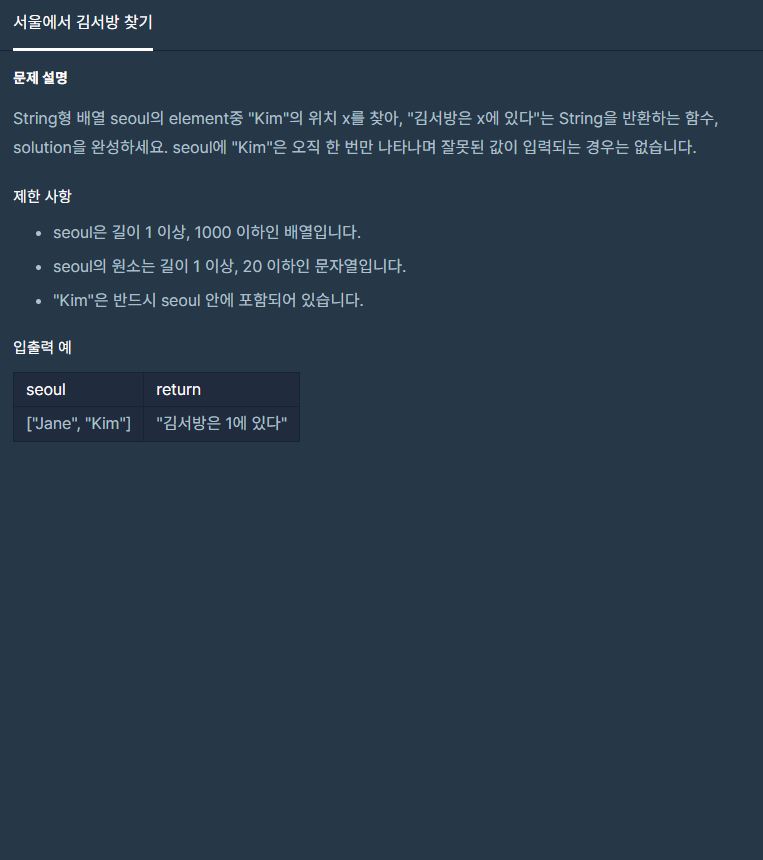 서울에서 김서방 찾기
문제 설명
String형 배열 seoul의 element중 "Kim"의 위치 x를 찾아, "김서방은 x에 있다"는 String을 반환하는 함수,
solution을 완성하세요. seoul에 "Kim"은 오직 한 번만 나타나며 잘못된 값이 입력되는 경우는 없습니다.
제한 사항
• seoul은 길이 1 이상, 1000 이하인 배열입니다.
• seoul의 원소는 길이 1 이상, 20 이하인 문자열입니다.
• "Kim"은 반드시 seoul 안에 포함되어 있습니다.
입출력 예
seoul return
["Jane", "Kim"] "김서방은 1에 있다"